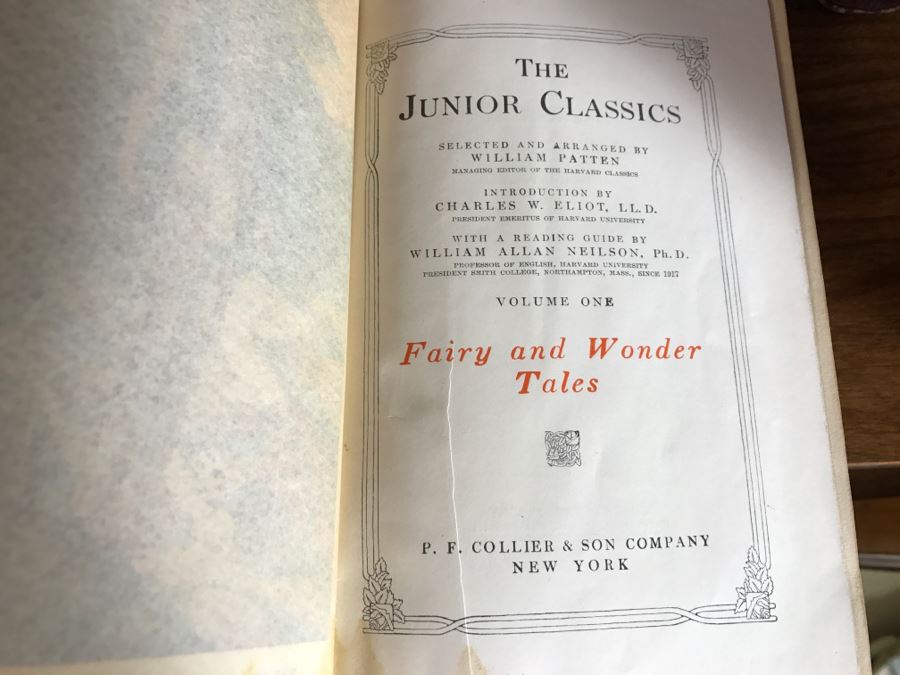 THE
JUNIOR CLASSICS
SELECTED AND ARRANGED BY
WILLIAM PATTEN
MANAGING EDITOR OF THE HARVARD CLASSICS
INTRODUCTION BY
CHARLES W. ELIOT, LL.D.
PRESIDENT EMERITUS OF HARVARD UNIVERSITY
WITH A READING GUIDE BY
WILLIAM ALLAN NEILSON, Ph.D.
PROFESSOR OF ENGLISH, HARVARD UNIVERSITY
PRESIDENT SMITH COLLEGE, NORTHAMPTON, MASS., SINCE 1917
VOLUME ONE
Fairy and Wonder
Tales
P. F. COLLIER & SON COMPANY
NEW YORK